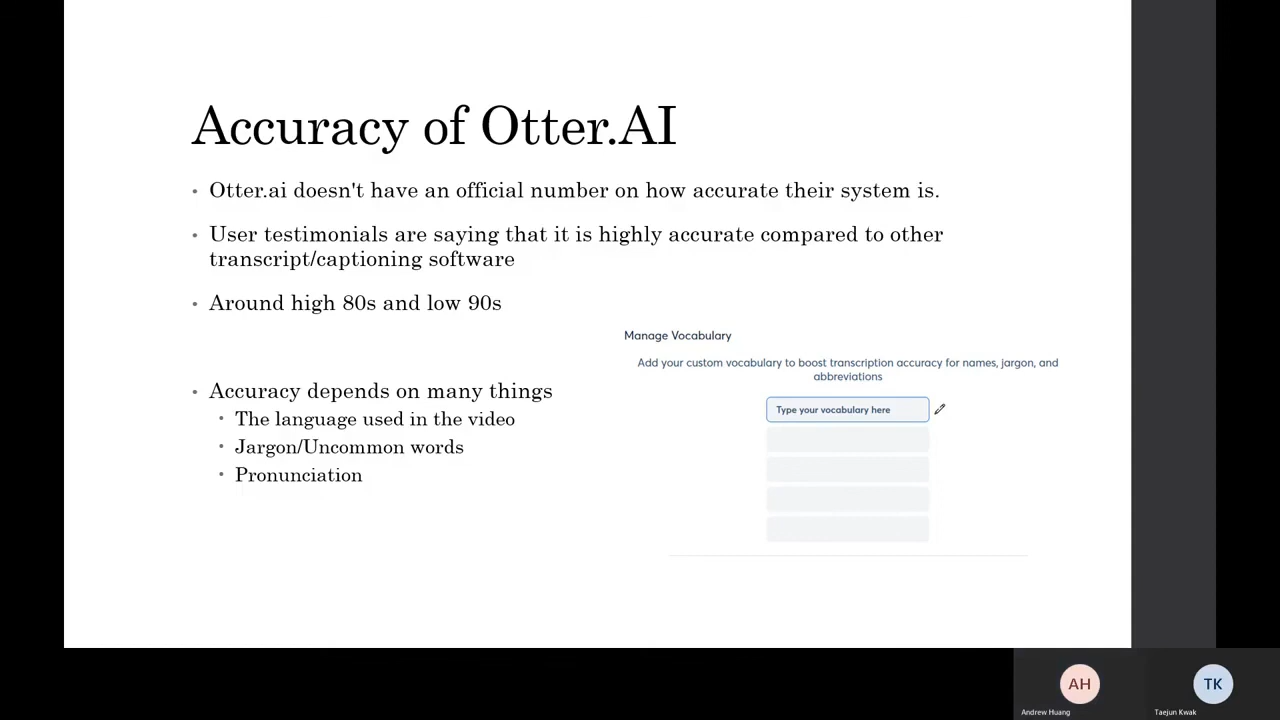 Accuracy of Otter.AI
• Otter.ai doesn't have an official number on how accurate their system is.
• User testimonials are saying that it is highly accurate compared to other
transcript/captioning software
• Around high 80s and low 90s
• Accuracy depends on many things
• The language used in the video
• Jargon/Uncommon words
• Pronunciation
Manage Vocabulary
Add your custom vocabulary to boost transcription accuracy for names, jargon, and
abbreviations
Type your vocabulary here
AH
Andrew Huang
TK
Taejun Kwak